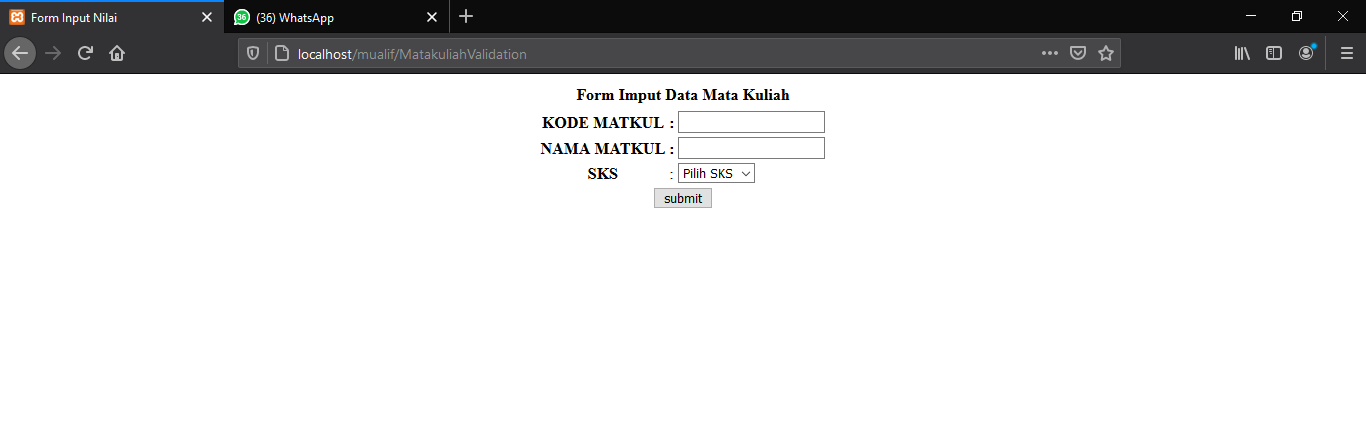 Form Input Nilai
36 (36) WhatsApp
localhost/mualif/MatakuliahValidation
Form Imput Data Mata Kuliah
KODE MATKUL :
NAMA MATKUL :
SKS : Pilih SKS
submit